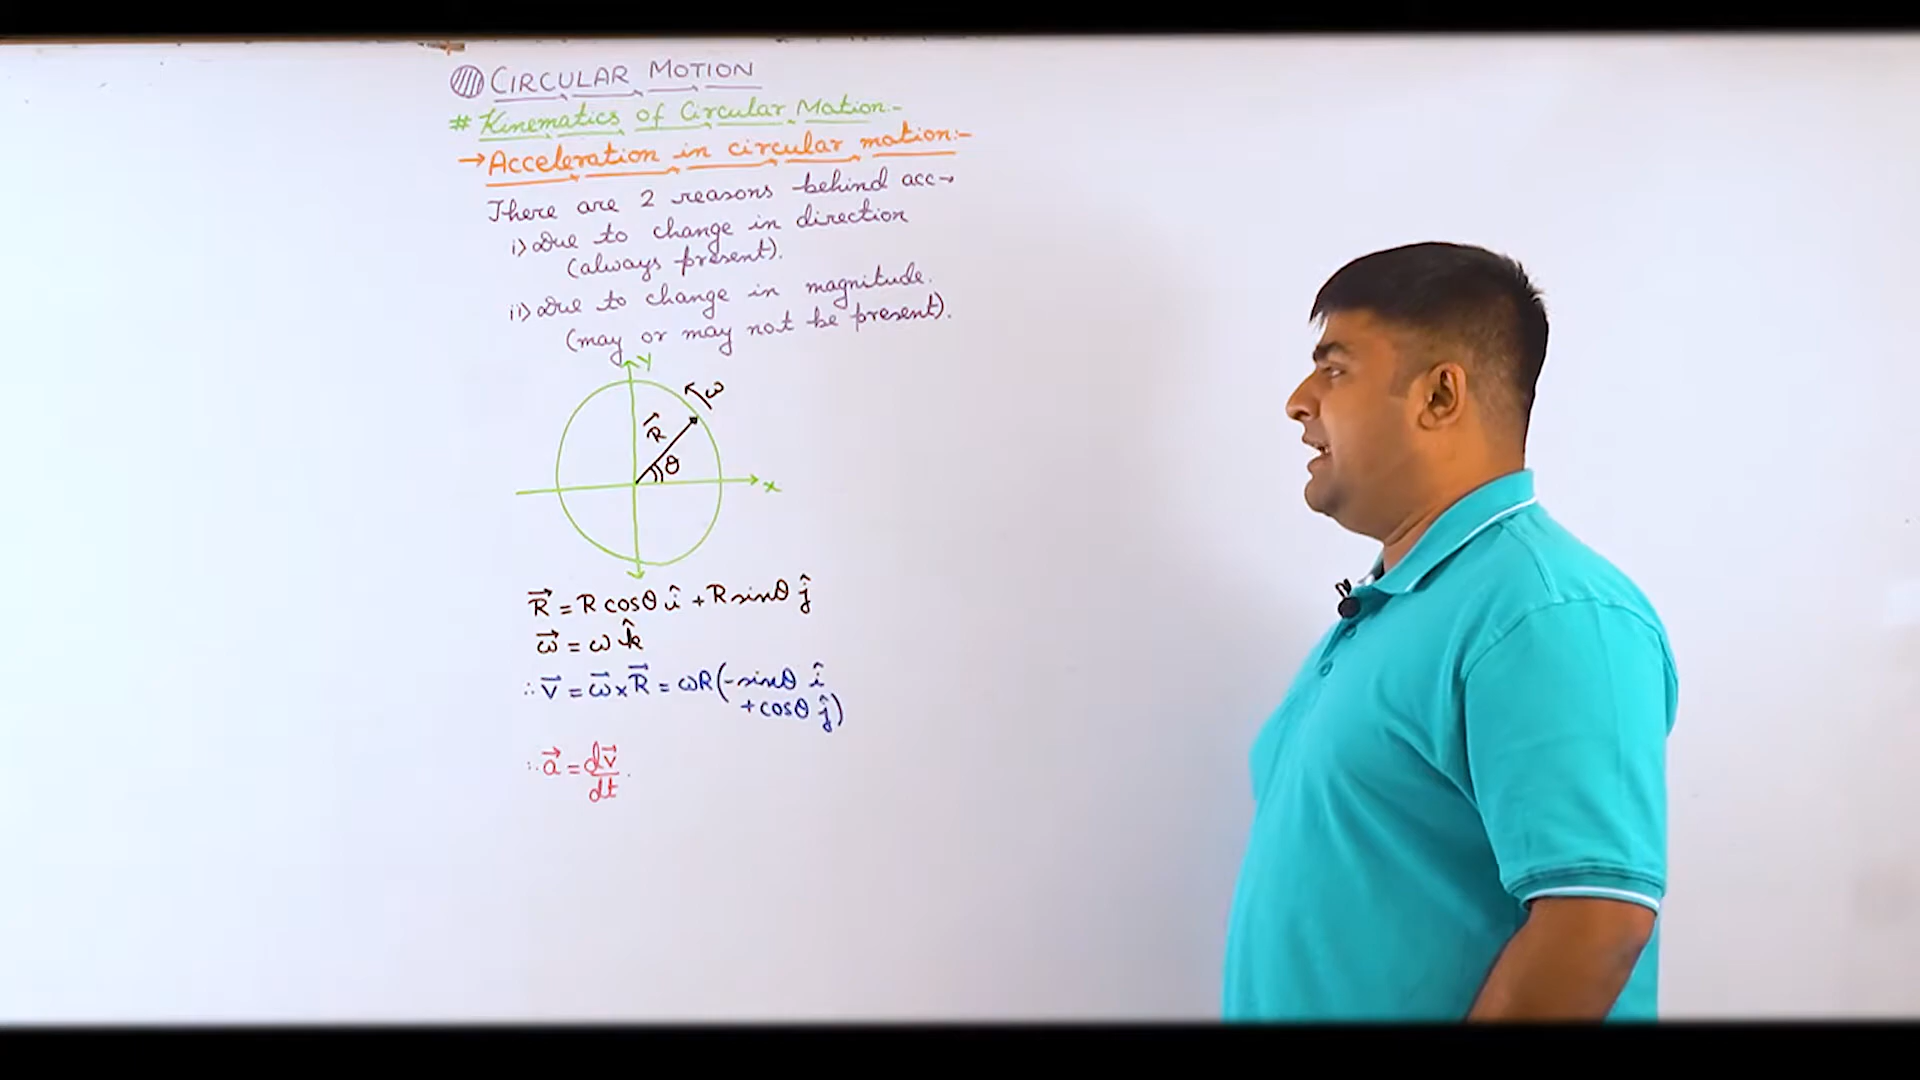 CIRCULAR MOTION
# Kinematics of Circular Motion:-
→Acceleration in circular motion:-
There are 2 reasons behind acc→
i) Due to change in direction
(always present).
ii) Due to change in magnitude.
(may or may not be present).
y
ω
R⃗
θ
x
R⃗ = R cosθ î + R sinθ ĵ
ω⃗ = ω k̂
∴ v⃗ = ω⃗ × R⃗ = ωR(-sinθ î
+cosθ ĵ)
∴ a⃗ = dv⃗/dt